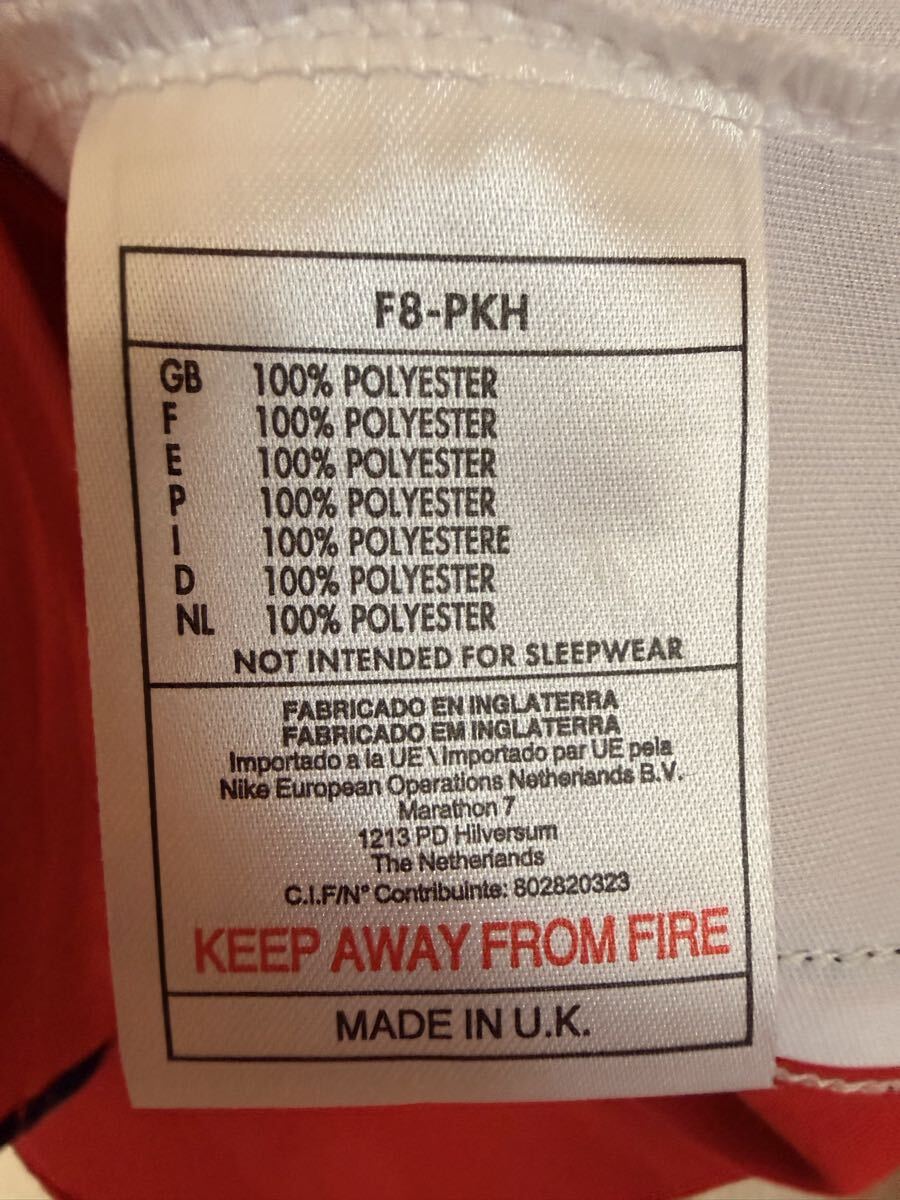 F8-PKH
GB 100% POLYESTER
F 100% POLYESTER
E 100% POLYESTER
P 100% POLYESTER
I 100% POLYESTERE
D 100% POLYESTER
NL 100% POLYESTER
NOT INTENDED FOR SLEEPWEAR
FABRICADO EN INGLATERRA
FABRICADO EM INGLATERRA
Importado a la UE \ Importado par UE pela
Nike European Operations Netherlands B.V.
Marathon 7
1213 PD Hilversum
The Netherlands
C.I.F/N° Contribuinte: 802820323
KEEP AWAY FROM FIRE
MADE IN U.K.